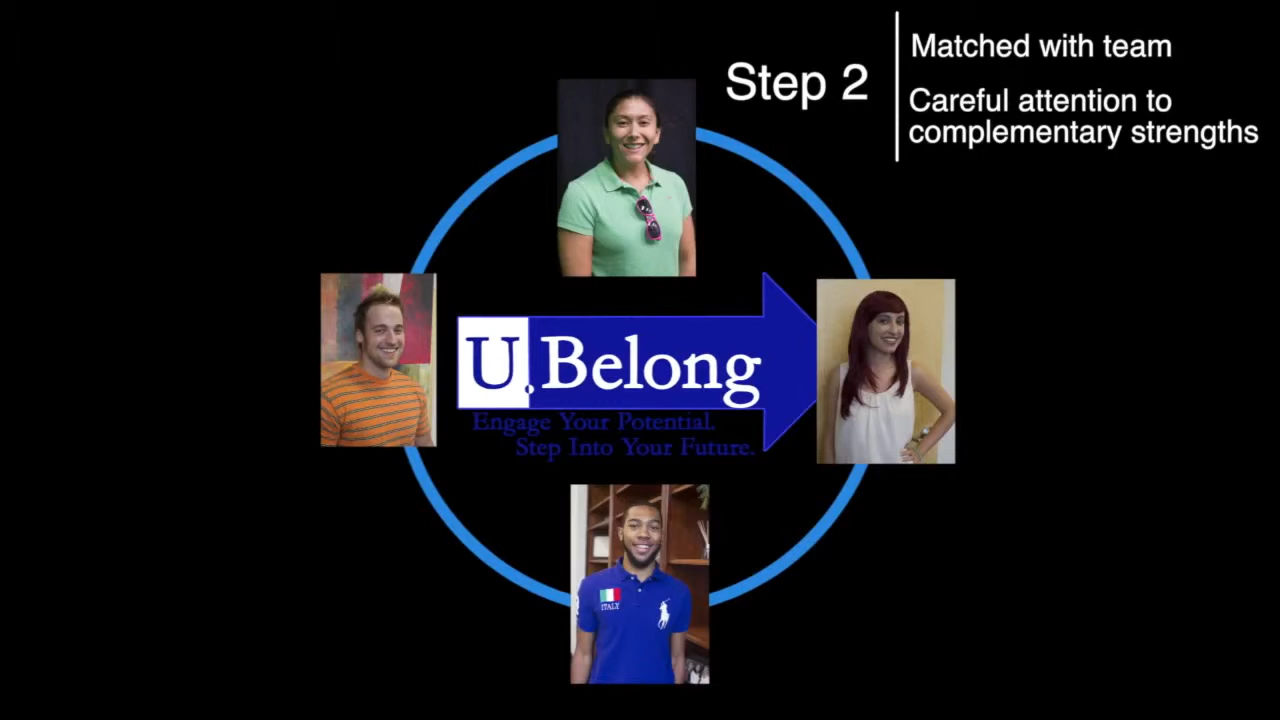 Step 2
Matched with team
Careful attention to
complementary strengths
U.Belong
Engage Your Potential.
Step Into Your Future.
ITALY